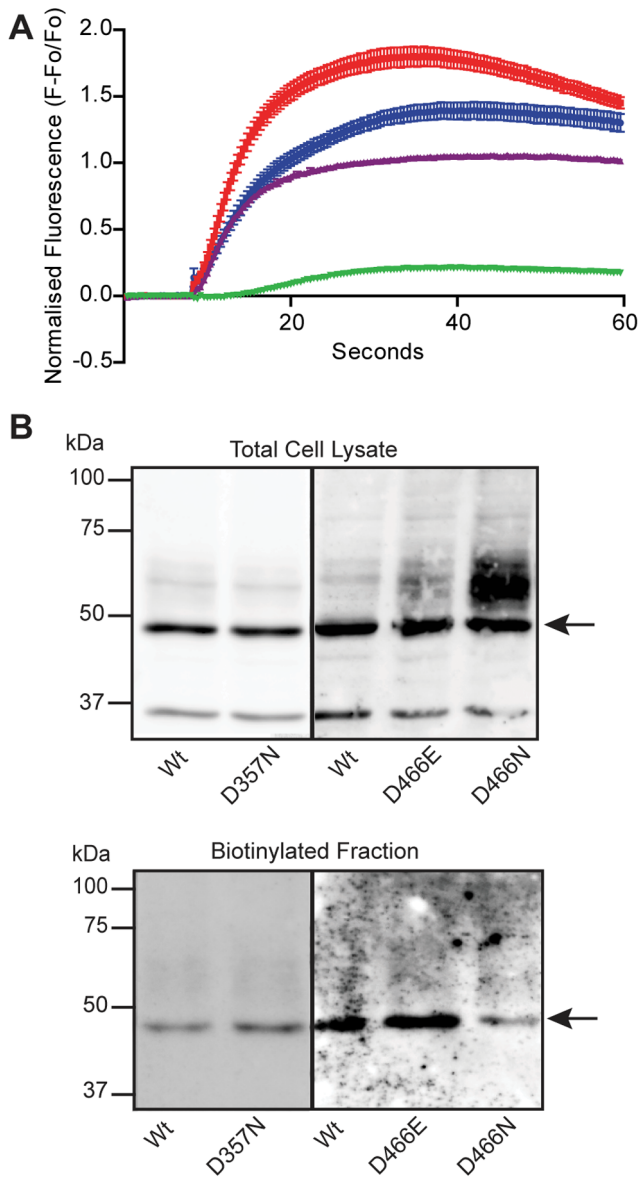 A
Normalised Fluorescence (F-Fo/Fo)
2.0
1.5
1.0
0.5
0.0
-0.5
20
40
60
Seconds
B
kDa
Total Cell Lysate
100
75
50
37
Wt
D357N
Wt
D466E
D466N
kDa
Biotinylated Fraction
100
75
50
37
Wt
D357N
Wt
D466E
D466N